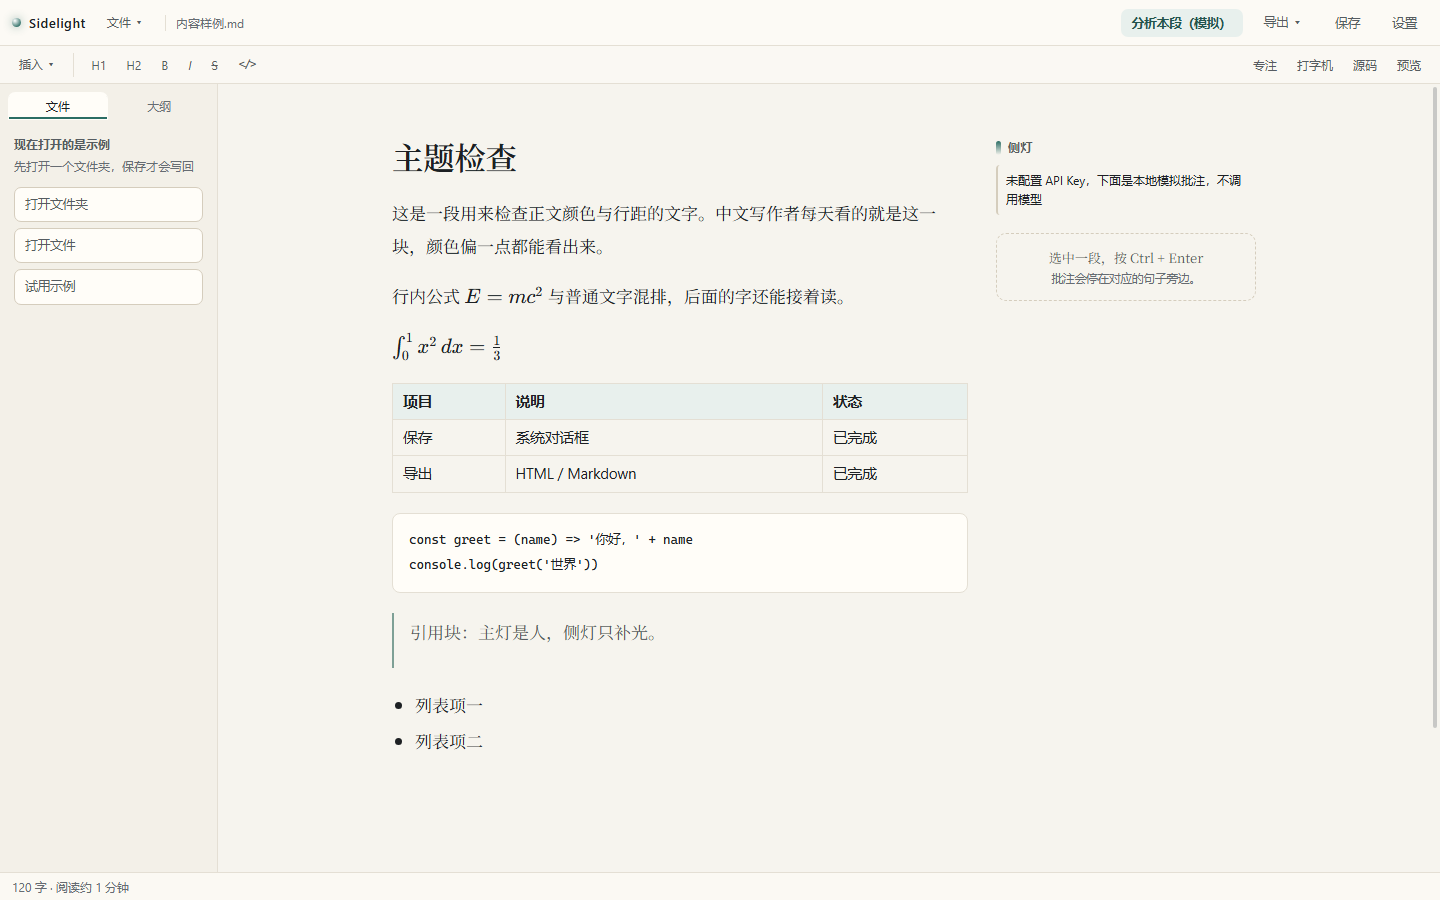 Sidelight 文件 内容样例.md 分析本段（模拟） 导出 保存 设置
插入 H1 H2 B I S </> 专注 打字机 源码 预览
文件 大纲
现在打开的是示例
先打开一个文件夹，保存才会写回
打开文件夹
打开文件
试用示例
主题检查
这是一段用来检查正文颜色与行距的文字。中文写作者每天看的就是这一
块，颜色偏一点都能看出来。
行内公式 E = mc² 与普通文字混排，后面的字还能接着读。
∫₀¹ x² dx = 1/3
项目 说明 状态
保存 系统对话框 已完成
导出 HTML / Markdown 已完成
const greet = (name) => '你好，' + name
console.log(greet('世界'))
引用块：主灯是人，侧灯只补光。
• 列表项一
• 列表项二
侧灯
未配置 API Key，下面是本地模拟批注，不调
用模型
选中一段，按 Ctrl + Enter
批注会停在对应的句子旁边。
120 字 · 阅读约 1 分钟